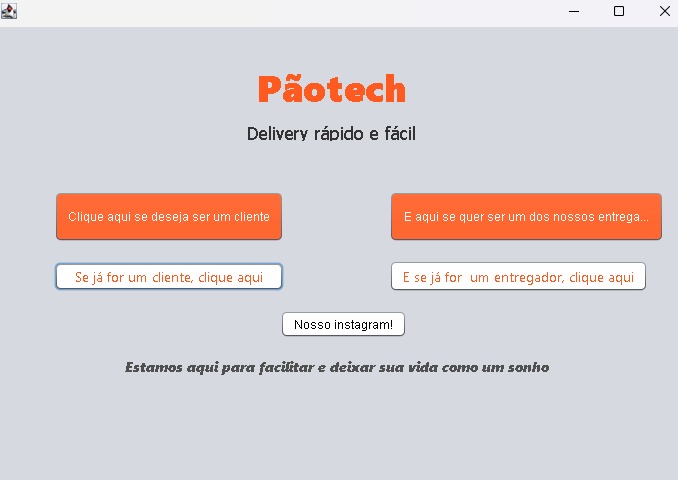 Pãotech
Delivery rápido e fácil
Clique aqui se deseja ser um cliente
E aqui se quer ser um dos nossos entrega...
Se já for um cliente, clique aqui
E se já for um entregador, clique aqui
Nosso instagram!
Estamos aqui para facilitar e deixar sua vida como um sonho